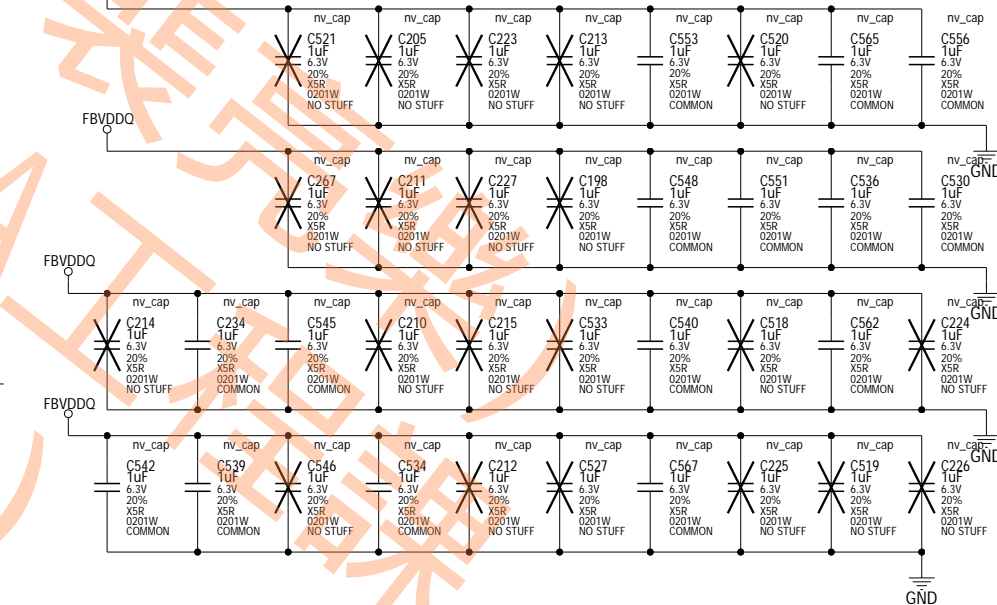 nv_cap nv_cap nv_cap nv_cap nv_cap nv_cap nv_cap nv_cap
C521 C205 C223 C213 C553 C520 C565 C556
1uF 1uF 1uF 1uF 1uF 1uF 1uF 1uF
6.3V 6.3V 6.3V 6.3V 6.3V 6.3V 6.3V 6.3V
20% 20% 20% 20% 20% 20% 20% 20%
X5R X5R X5R X5R X5R X5R X5R X5R
0201W 0201W 0201W 0201W 0201W 0201W 0201W 0201W
NO STUFF NO STUFF NO STUFF NO STUFF COMMON NO STUFF COMMON COMMON
FBVDDQ
nv_cap nv_cap nv_cap nv_cap nv_cap nv_cap nv_cap nv_cap
GND
C267 C211 C227 C198 C548 C551 C536 C530
1uF 1uF 1uF 1uF 1uF 1uF 1uF 1uF
6.3V 6.3V 6.3V 6.3V 6.3V 6.3V 6.3V 6.3V
20% 20% 20% 20% 20% 20% 20% 20%
X5R X5R X5R X5R X5R X5R X5R X5R
0201W 0201W 0201W 0201W 0201W 0201W 0201W 0201W
NO STUFF NO STUFF NO STUFF NO STUFF COMMON COMMON COMMON COMMON
FBVDDQ
nv_cap nv_cap nv_cap nv_cap nv_cap nv_cap nv_cap nv_cap nv_cap nv_cap
GND
C214 C234 C545 C210 C215 C533 C540 C518 C562 C224
1uF 1uF 1uF 1uF 1uF 1uF 1uF 1uF 1uF 1uF
6.3V 6.3V 6.3V 6.3V 6.3V 6.3V 6.3V 6.3V 6.3V 6.3V
20% 20% 20% 20% 20% 20% 20% 20% 20% 20%
X5R X5R X5R X5R X5R X5R X5R X5R X5R X5R
0201W 0201W 0201W 0201W 0201W 0201W 0201W 0201W 0201W 0201W
NO STUFF COMMON COMMON NO STUFF NO STUFF NO STUFF COMMON NO STUFF COMMON NO STUFF
FBVDDQ
nv_cap nv_cap nv_cap nv_cap nv_cap nv_cap nv_cap nv_cap nv_cap nv_cap
GND
C542 C539 C546 C534 C212 C527 C567 C225 C519 C226
1uF 1uF 1uF 1uF 1uF 1uF 1uF 1uF 1uF 1uF
6.3V 6.3V 6.3V 6.3V 6.3V 6.3V 6.3V 6.3V 6.3V 6.3V
20% 20% 20% 20% 20% 20% 20% 20% 20% 20%
X5R X5R X5R X5R X5R X5R X5R X5R X5R X5R
0201W 0201W 0201W 0201W 0201W 0201W 0201W 0201W 0201W 0201W
COMMON COMMON NO STUFF COMMON NO STUFF NO STUFF COMMON NO STUFF NO STUFF NO STUFF
GND
工程課